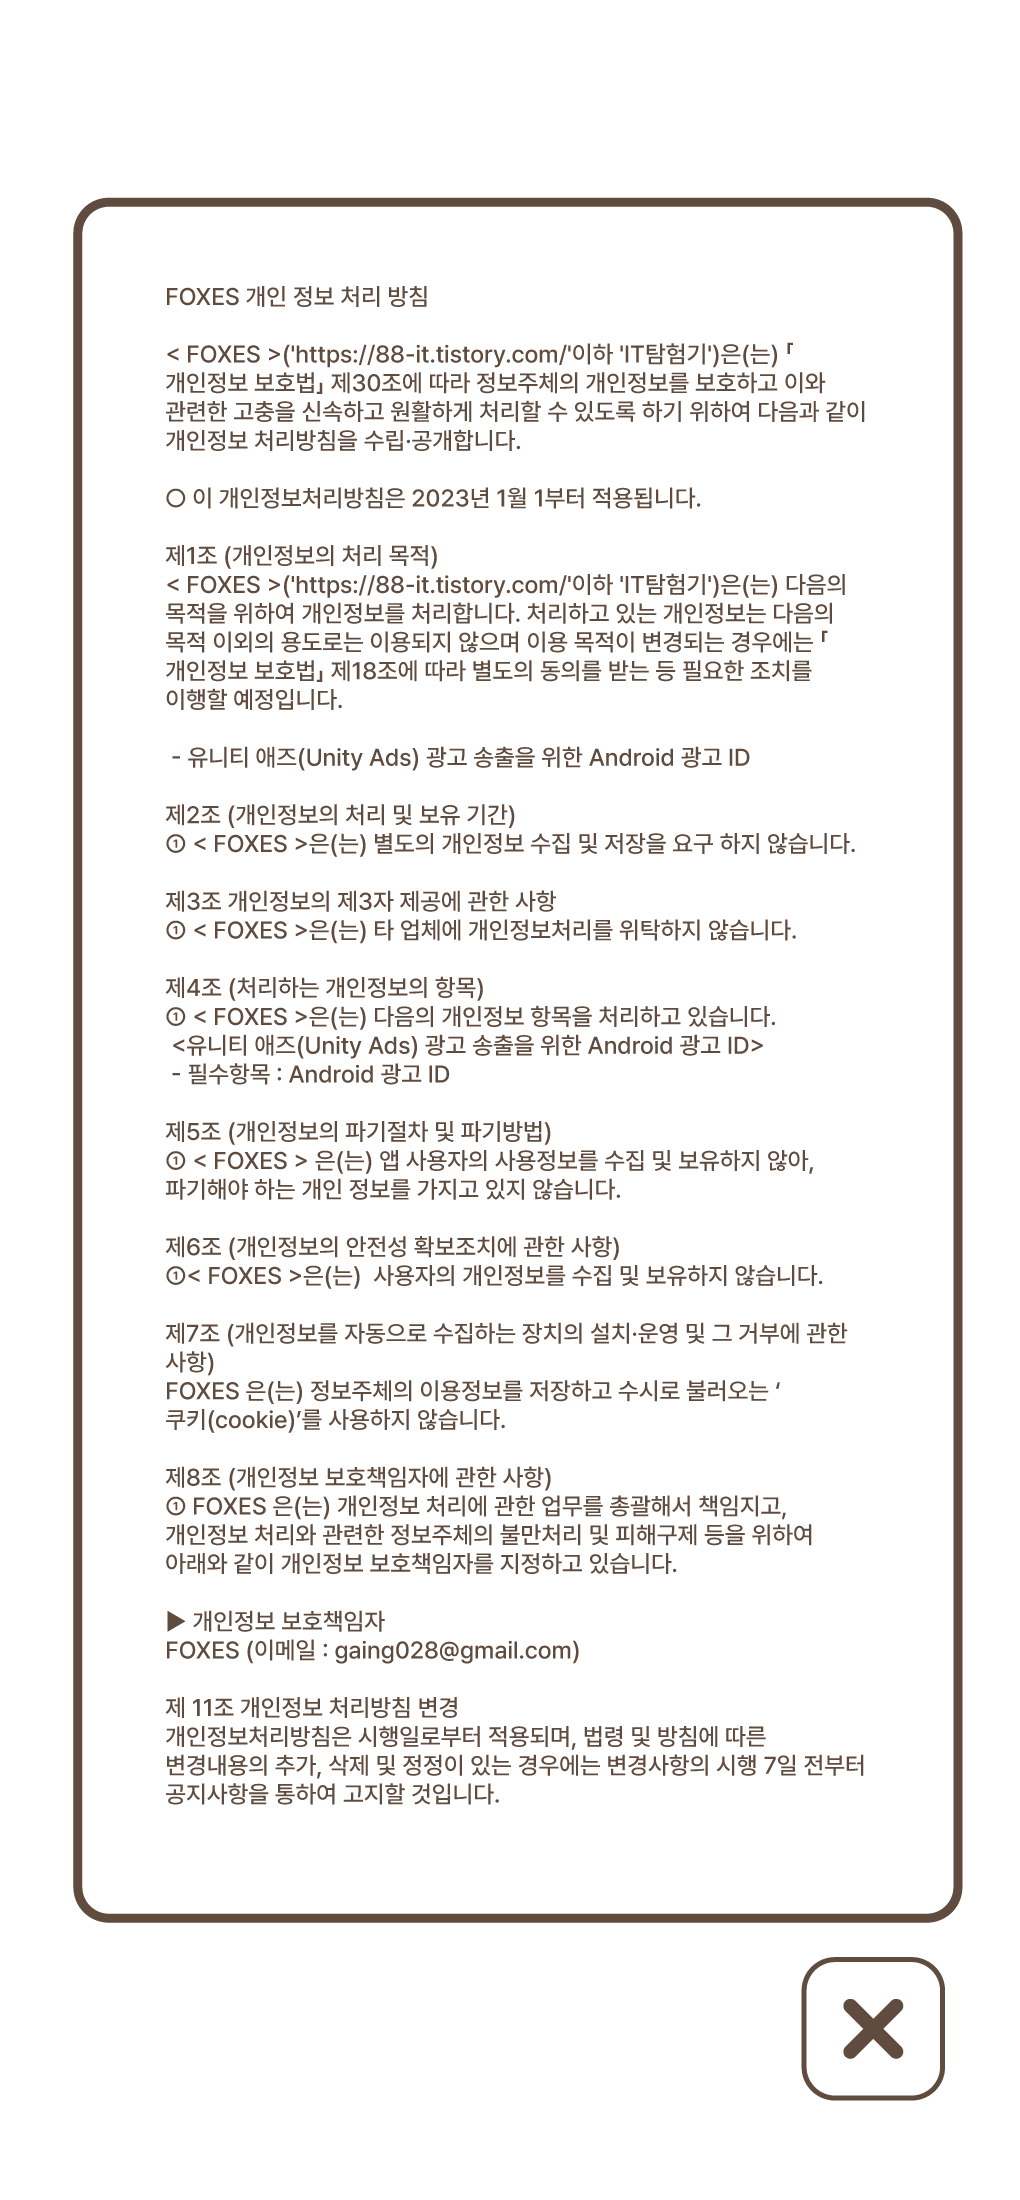 FOXES 개인 정보 처리 방침
< FOXES >('https://88-it.tistory.com/'이하 'IT탐험기')은(는) 「
개인정보 보호법」 제30조에 따라 정보주체의 개인정보를 보호하고 이와
관련한 고충을 신속하고 원활하게 처리할 수 있도록 하기 위하여 다음과 같이
개인정보 처리방침을 수립·공개합니다.
○ 이 개인정보처리방침은 2023년 1월 1부터 적용됩니다.
제1조 (개인정보의 처리 목적)
< FOXES >('https://88-it.tistory.com/'이하 'IT탐험기')은(는) 다음의
목적을 위하여 개인정보를 처리합니다. 처리하고 있는 개인정보는 다음의
목적 이외의 용도로는 이용되지 않으며 이용 목적이 변경되는 경우에는 「
개인정보 보호법」 제18조에 따라 별도의 동의를 받는 등 필요한 조치를
이행할 예정입니다.
- 유니티 애즈(Unity Ads) 광고 송출을 위한 Android 광고 ID
제2조 (개인정보의 처리 및 보유 기간)
① < FOXES >은(는) 별도의 개인정보 수집 및 저장을 요구 하지 않습니다.
제3조 개인정보의 제3자 제공에 관한 사항
① < FOXES >은(는) 타 업체에 개인정보처리를 위탁하지 않습니다.
제4조 (처리하는 개인정보의 항목)
① < FOXES >은(는) 다음의 개인정보 항목을 처리하고 있습니다.
<유니티 애즈(Unity Ads) 광고 송출을 위한 Android 광고 ID>
- 필수항목 : Android 광고 ID
제5조 (개인정보의 파기절차 및 파기방법)
① < FOXES > 은(는) 앱 사용자의 사용정보를 수집 및 보유하지 않아,
파기해야 하는 개인 정보를 가지고 있지 않습니다.
제6조 (개인정보의 안전성 확보조치에 관한 사항)
①< FOXES >은(는)  사용자의 개인정보를 수집 및 보유하지 않습니다.
제7조 (개인정보를 자동으로 수집하는 장치의 설치·운영 및 그 거부에 관한
사항)
FOXES 은(는) 정보주체의 이용정보를 저장하고 수시로 불러오는 ‘
쿠키(cookie)’를 사용하지 않습니다.
제8조 (개인정보 보호책임자에 관한 사항)
① FOXES 은(는) 개인정보 처리에 관한 업무를 총괄해서 책임지고,
개인정보 처리와 관련한 정보주체의 불만처리 및 피해구제 등을 위하여
아래와 같이 개인정보 보호책임자를 지정하고 있습니다.
▶ 개인정보 보호책임자
FOXES (이메일 : gaing028@gmail.com)
제 11조 개인정보 처리방침 변경
개인정보처리방침은 시행일로부터 적용되며, 법령 및 방침에 따른
변경내용의 추가, 삭제 및 정정이 있는 경우에는 변경사항의 시행 7일 전부터
공지사항을 통하여 고지할 것입니다.